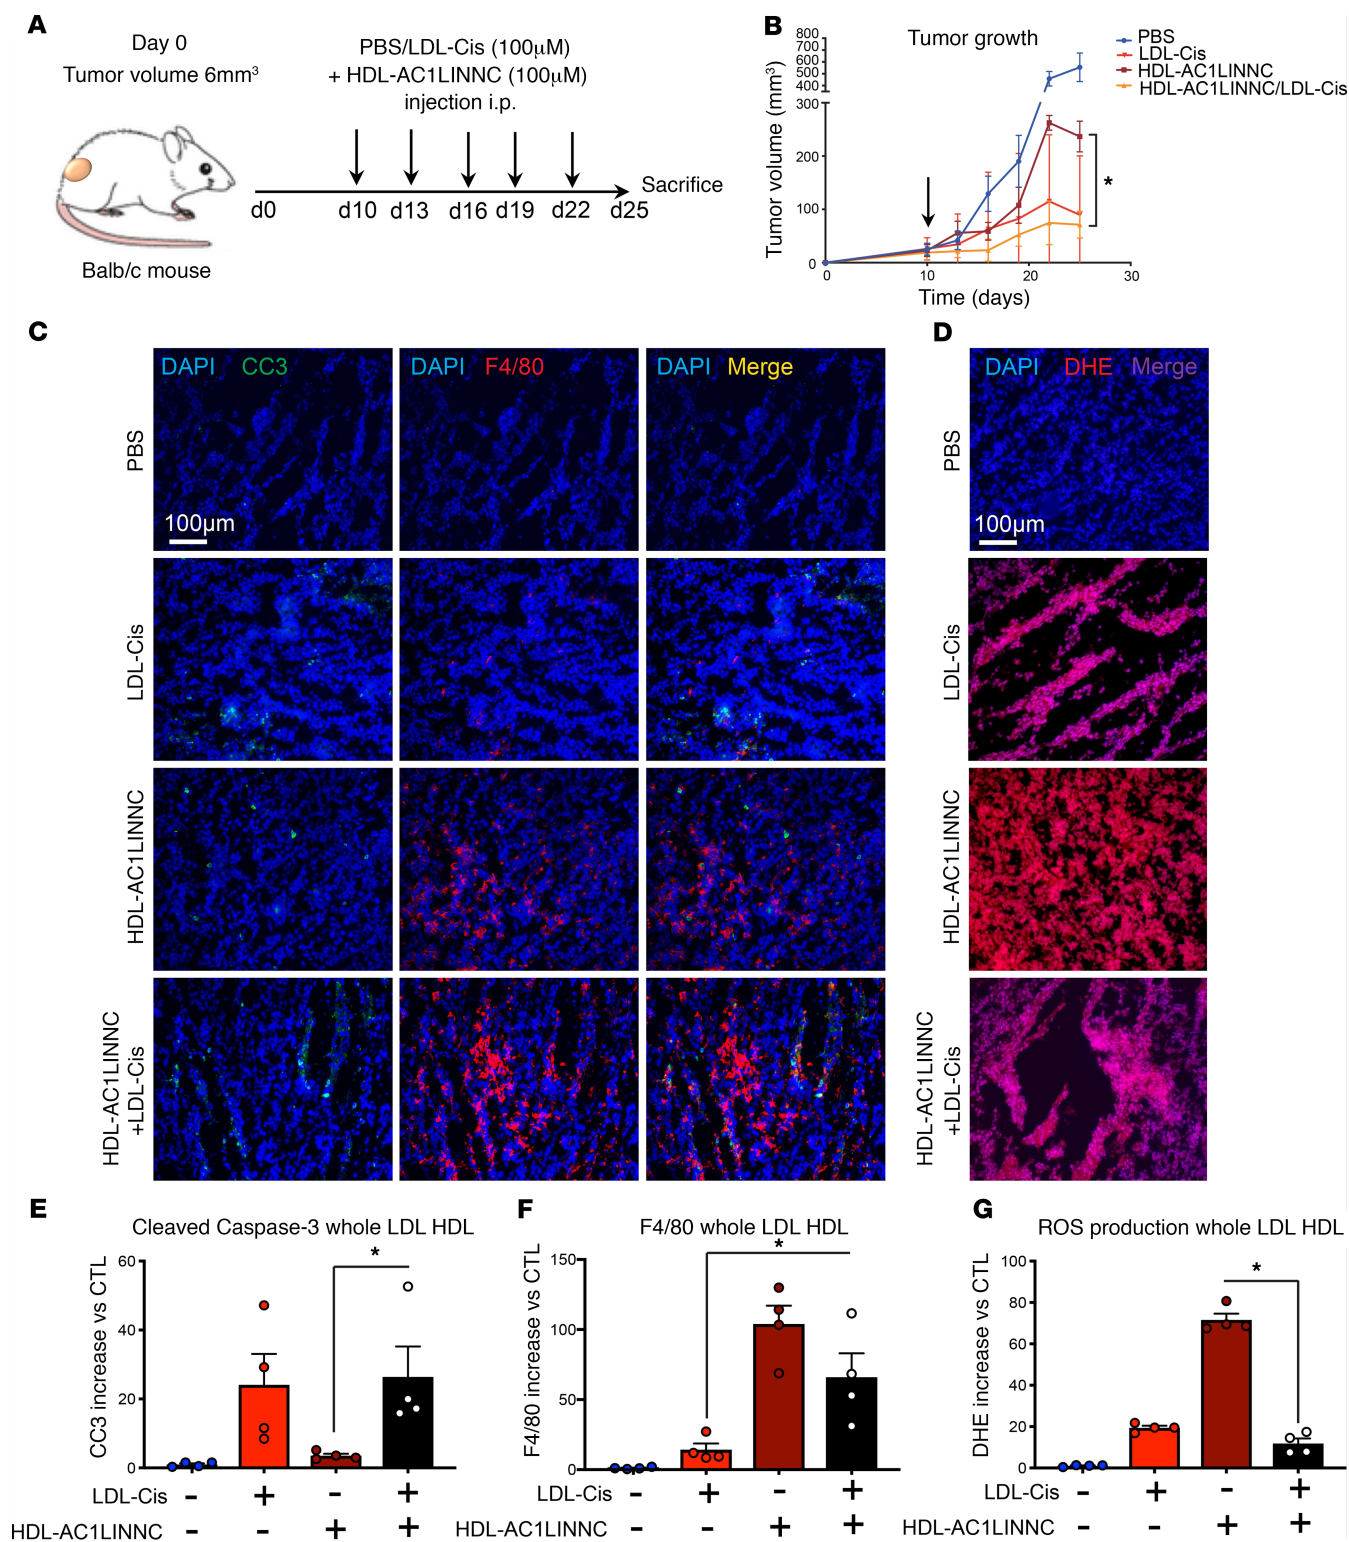 A
Day 0
Tumor volume 6mm³
PBS/LDL-Cis (100μM)
+ HDL-AC1LINNC (100μM)
injection i.p.
d0
d10
d13
d16
d19
d22
d25
Sacrifice
Balb/c mouse
B
Tumor growth
PBS
LDL-Cis
HDL-AC1LINNC
HDL-AC1LINNC/LDL-Cis
Tumor volume (mm³)
800
700
600
500
400
300
200
100
0
*
0
10
20
30
Time (days)
C
DAPI CC3
DAPI F4/80
DAPI Merge
PBS
100μm
LDL-Cis
HDL-AC1LINNC
HDL-AC1LINNC
+LDL-Cis
D
DAPI DHE Merge
PBS
100μm
LDL-Cis
HDL-AC1LINNC
HDL-AC1LINNC
+LDL-Cis
E
Cleaved Caspase-3 whole LDL HDL
CC3 increase vs CTL
60
40
20
0
*
LDL-Cis - + - +
HDL-AC1LINNC - - + +
F
F4/80 whole LDL HDL
F4/80 increase vs CTL
150
100
50
0
*
LDL-Cis - + - +
HDL-AC1LINNC - - + +
G
ROS production whole LDL HDL
DHE increase vs CTL
100
80
60
40
20
0
*
LDL-Cis - + - +
HDL-AC1LINNC - - + +